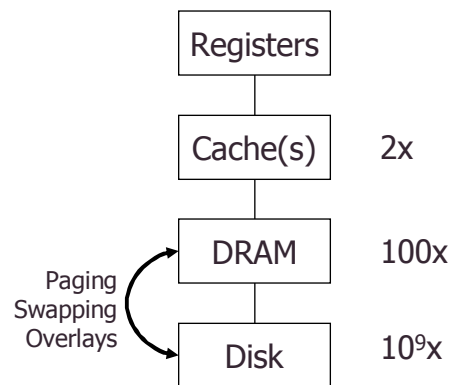 Registers
Cache(s) 2x
DRAM 100x
Paging
Swapping
Overlays
Disk 10⁹x